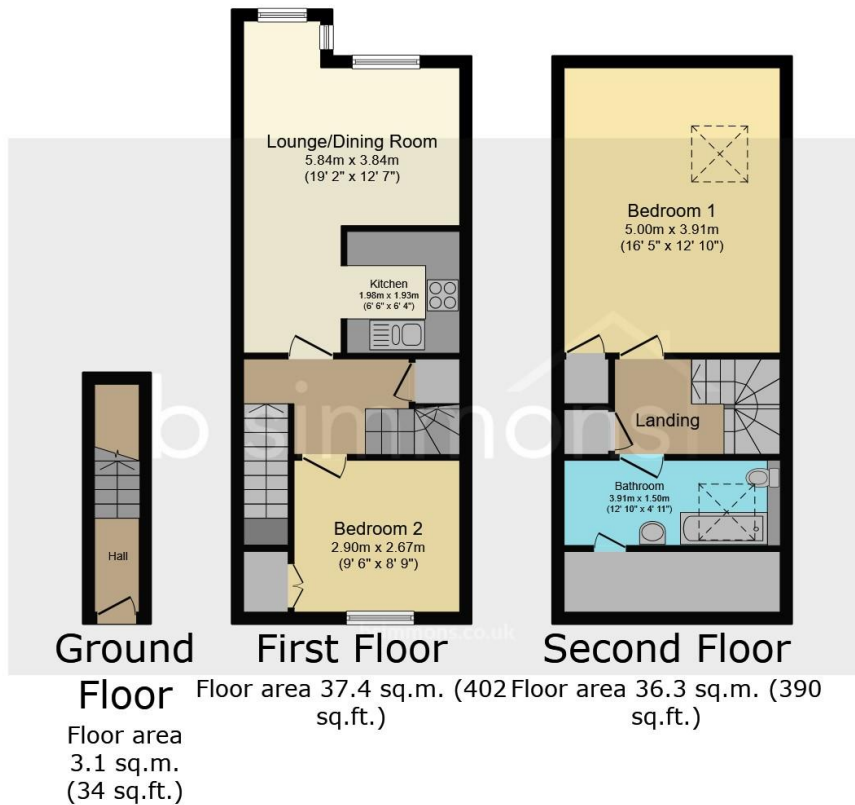 Lounge/Dining Room
5.84m x 3.84m
(19' 2" x 12' 7")
Kitchen
1.98m x 1.93m
(6' 6" x 6' 4")
Bedroom 1
5.00m x 3.91m
(16' 5" x 12' 10")
b simmons
Landing
Bathroom
3.91m x 1.50m
(12' 10" x 4' 11")
Bedroom 2
2.90m x 2.67m
(9' 6" x 8' 9")
Hall
bsimmons.co.uk
Ground
Floor
Floor area
3.1 sq.m.
(34 sq.ft.)
First Floor
Floor area 37.4 sq.m. (402
sq.ft.)
Second Floor
Floor area 36.3 sq.m. (390
sq.ft.)